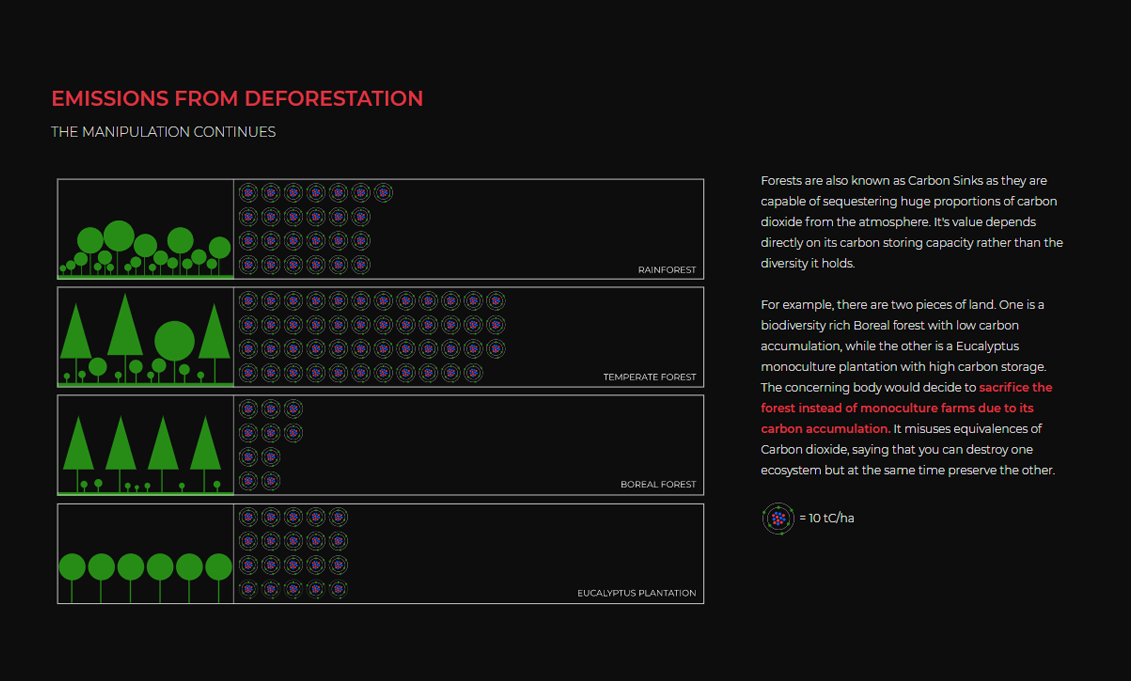 EMISSIONS FROM DEFORESTATION
THE MANIPULATION CONTINUES
RAINFOREST
TEMPERATE FOREST
BOREAL FOREST
EUCALYPTUS PLANTATION
Forests are also known as Carbon Sinks as they are
capable of sequestering huge proportions of carbon
dioxide from the atmosphere. It's value depends
directly on its carbon storing capacity rather than the
diversity it holds.
For example, there are two pieces of land. One is a
biodiversity rich Boreal forest with low carbon
accumulation, while the other is a Eucalyptus
monoculture plantation with high carbon storage.
The concerning body would decide to sacrifice the
forest instead of monoculture farms due to its
carbon accumulation. It misuses equivalences of
Carbon dioxide, saying that you can destroy one
ecosystem but at the same time preserve the other.
= 10 tC/ha